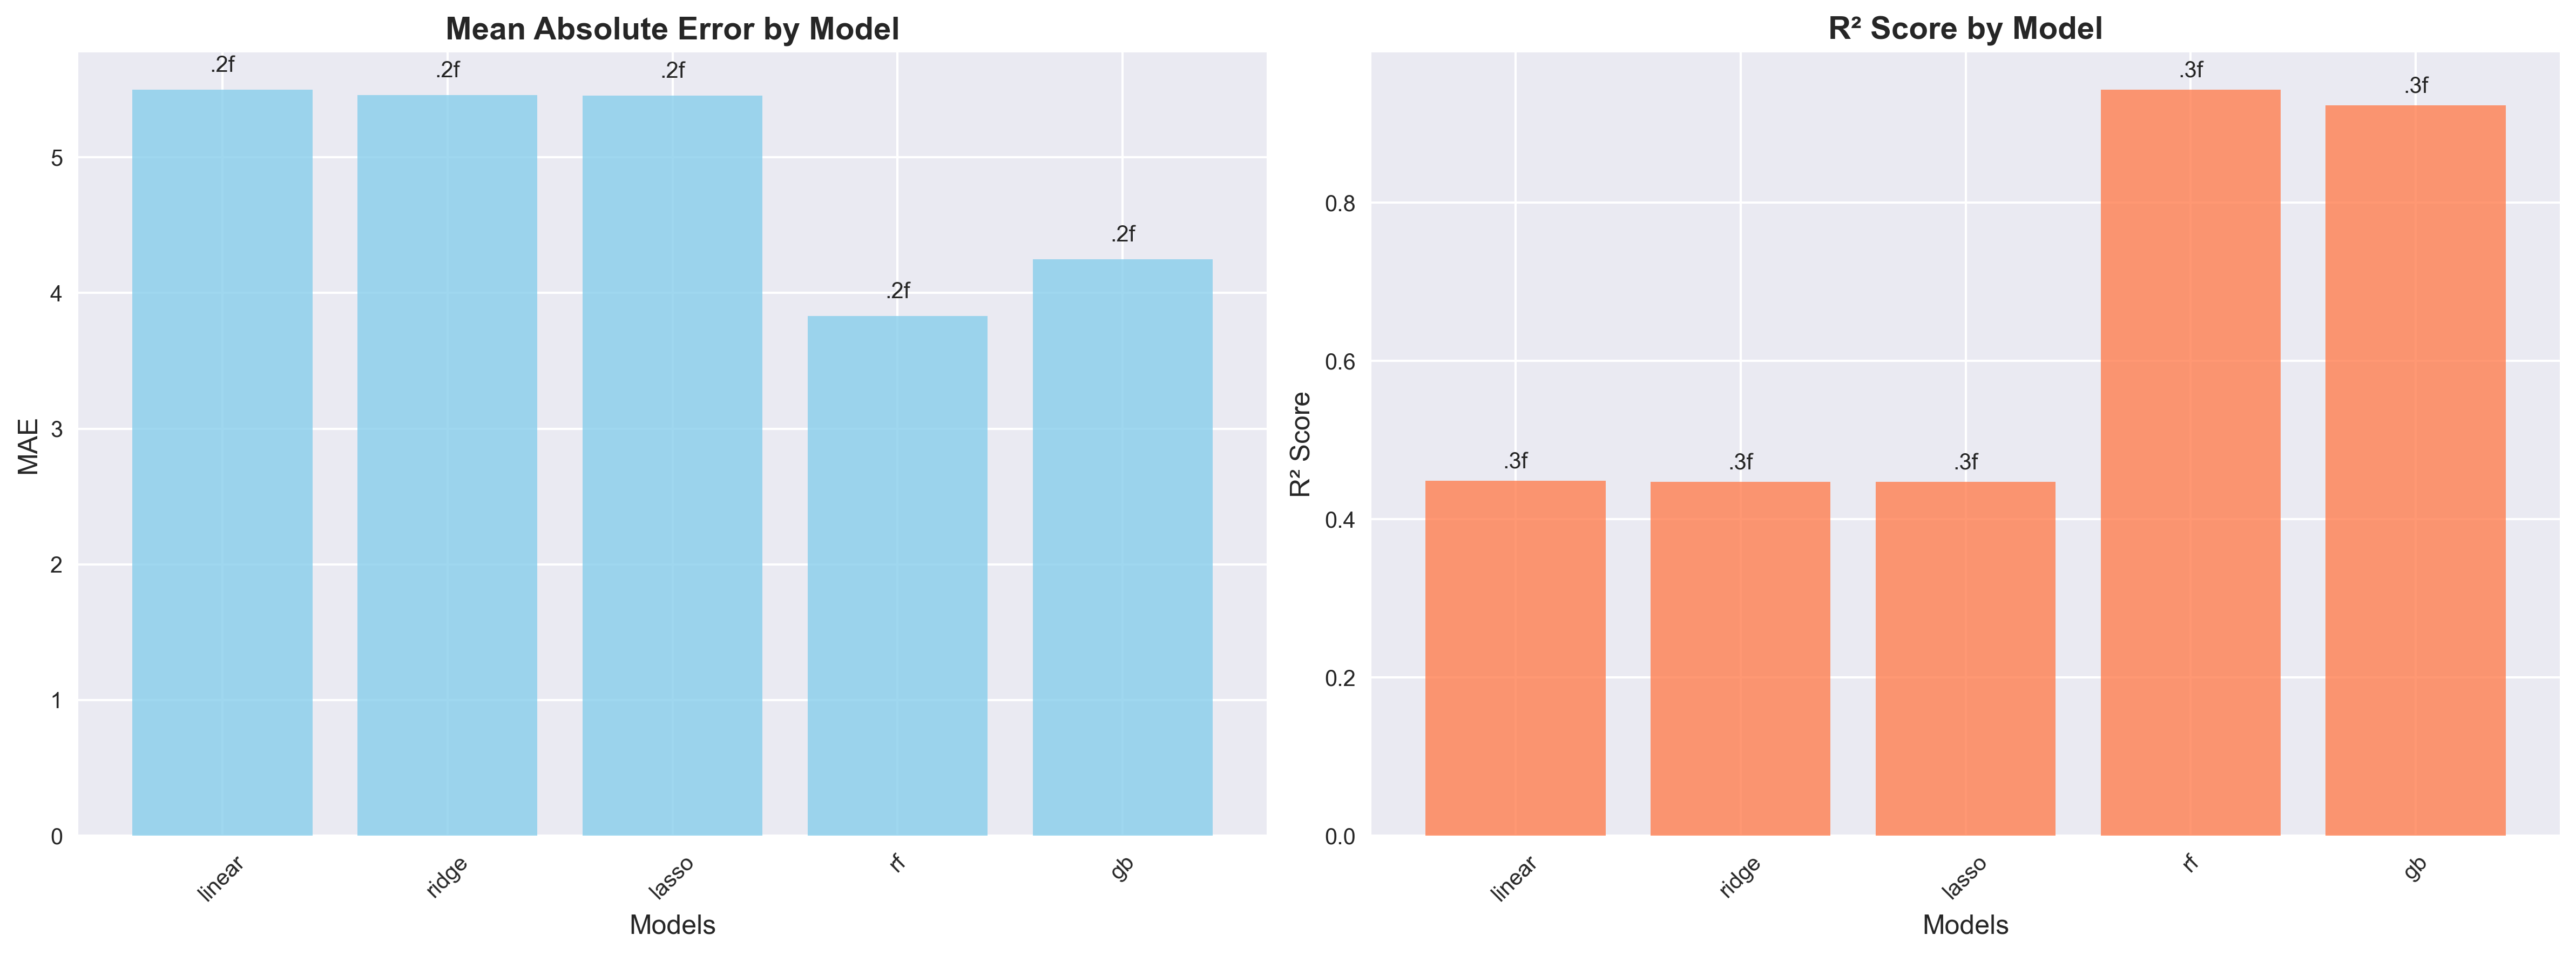 Mean Absolute Error by Model
.2f
.2f
.2f
.2f
.2f
5
4
3
2
1
0
MAE
linear
ridge
lasso
rf
gb
Models
R² Score by Model
.3f
.3f
.3f
.3f
.3f
0.8
0.6
0.4
0.2
0.0
R² Score
linear
ridge
lasso
rf
gb
Models